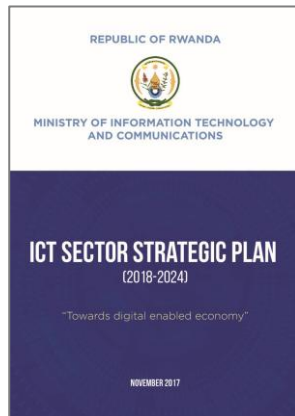 REPUBLIC OF RWANDA
MINISTRY OF INFORMATION TECHNOLOGY
AND COMMUNICATIONS
ICT SECTOR STRATEGIC PLAN
(2018-2024)
"Towards digital enabled economy"
NOVEMBER 2017